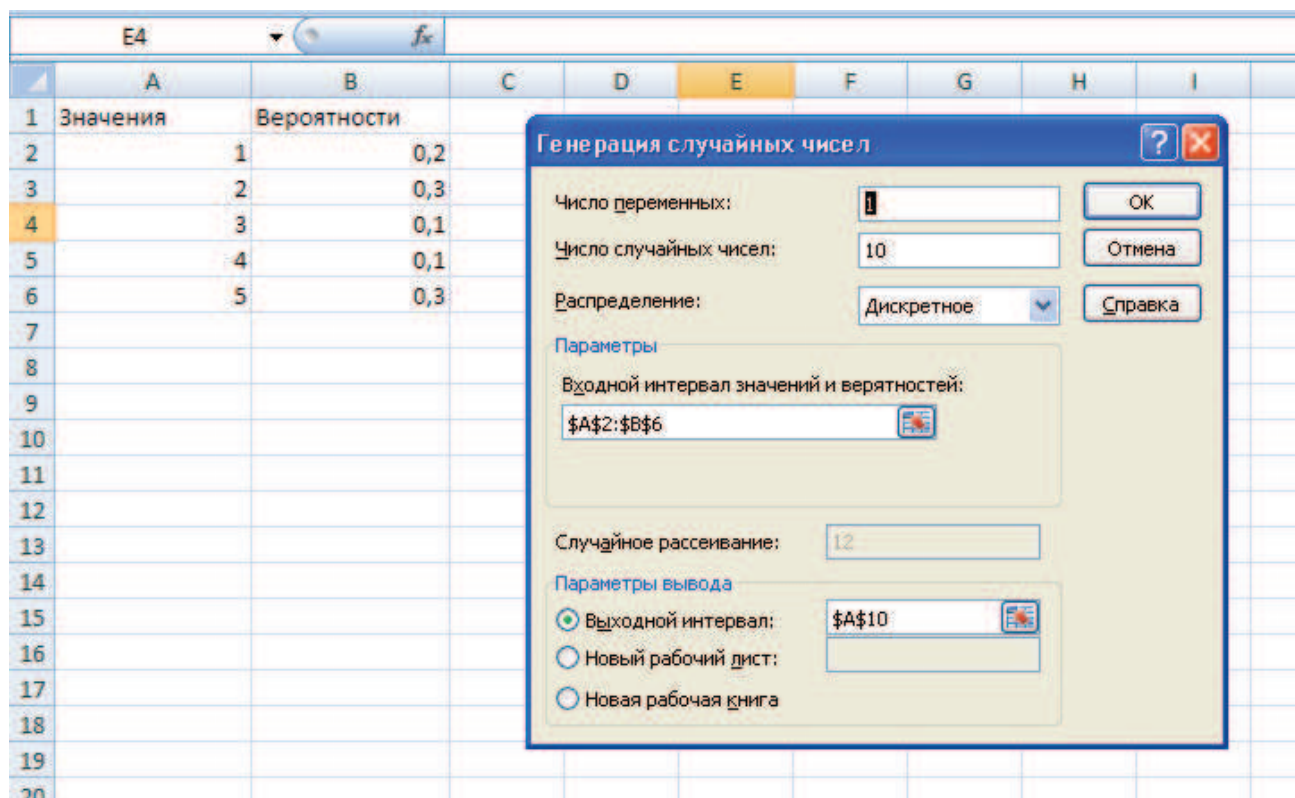 E4 fx
A B C D E F G H I
1 Значения Вероятности
2 1 0,2
3 2 0,3
4 3 0,1
5 4 0,1
6 5 0,3
7
8
9
10
11
12
13
14
15
16
17
18
19
20
Генерация случайных чисел ?
Число переменных: 1 ОК
Число случайных чисел: 10 Отмена
Распределение: Дискретное Справка
Параметры
Входной интервал значений и верятностей:
$A$2:$B$6
Случайное рассеивание: 12
Параметры вывода
Выходной интервал: $A$10
Новый рабочий лист:
Новая рабочая книга